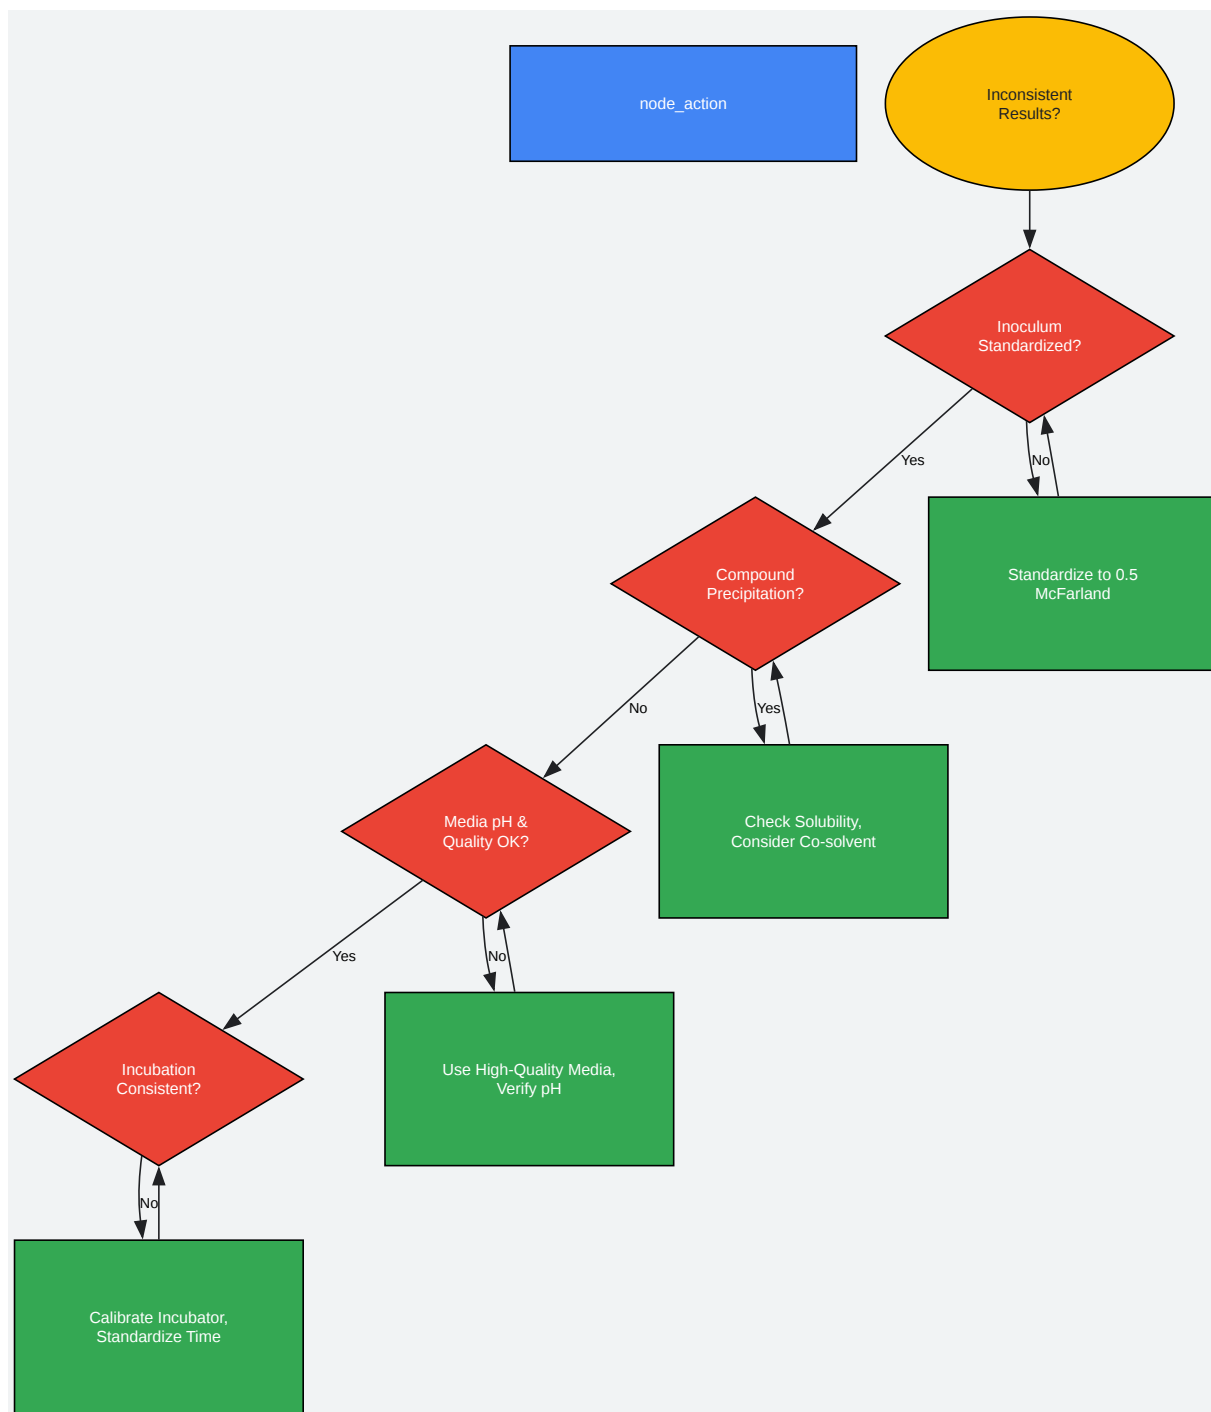 node_action
Inconsistent
Results?
Inoculum
Standardized?
Yes
No
Compound
Precipitation?
Standardize to 0.5
McFarland
No
Yes
Media pH &
Quality OK?
Check Solubility,
Consider Co-solvent
Yes
No
Incubation
Consistent?
Use High-Quality Media,
Verify pH
No
Calibrate Incubator,
Standardize Time